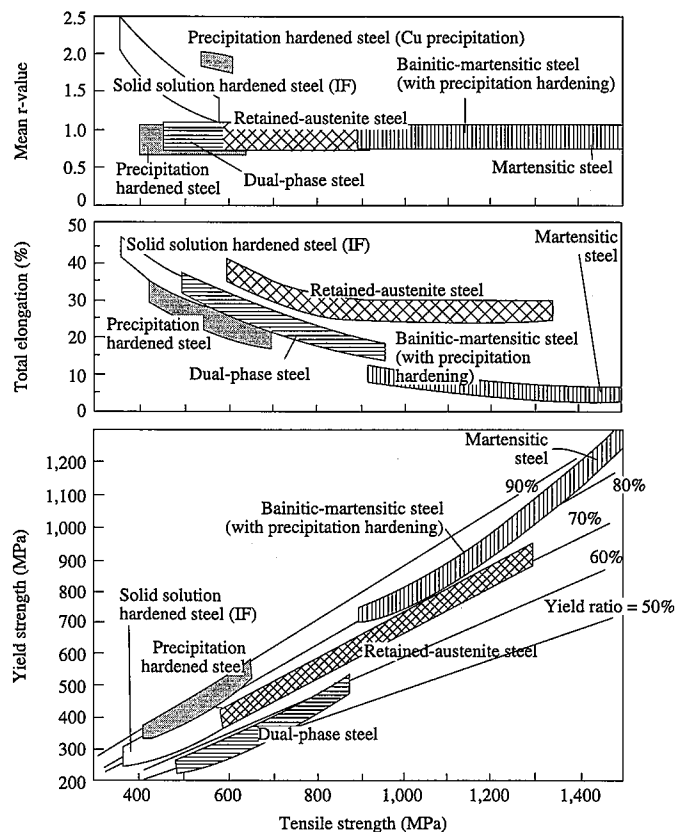 2.5
2.0
1.5
1.0
0.5
0
Mean r-value
Precipitation hardened steel (Cu precipitation)
Solid solution hardened steel (IF)
Bainitic-martensitic steel
(with precipitation hardening)
Retained-austenite steel
Precipitation
hardened steel
Dual-phase steel
Martensitic steel
50
40
30
20
10
0
Total elongation (%)
Solid solution hardened steel (IF)
Martensitic
steel
Retained-austenite steel
Precipitation
hardened steel
Dual-phase steel
Bainitic-martensitic steel
(with precipitation
hardening)
1,200
1,100
1,000
900
800
700
600
500
400
300
200
Yield strength (MPa)
Martensitic
steel
90%
80%
70%
60%
Yield ratio = 50%
Bainitic-martensitic steel
(with precipitation hardening)
Solid solution
hardened steel (IF)
Precipitation
hardened steel
Retained-austenite steel
Dual-phase steel
400 600 800 1,000 1,200 1,400
Tensile strength (MPa)